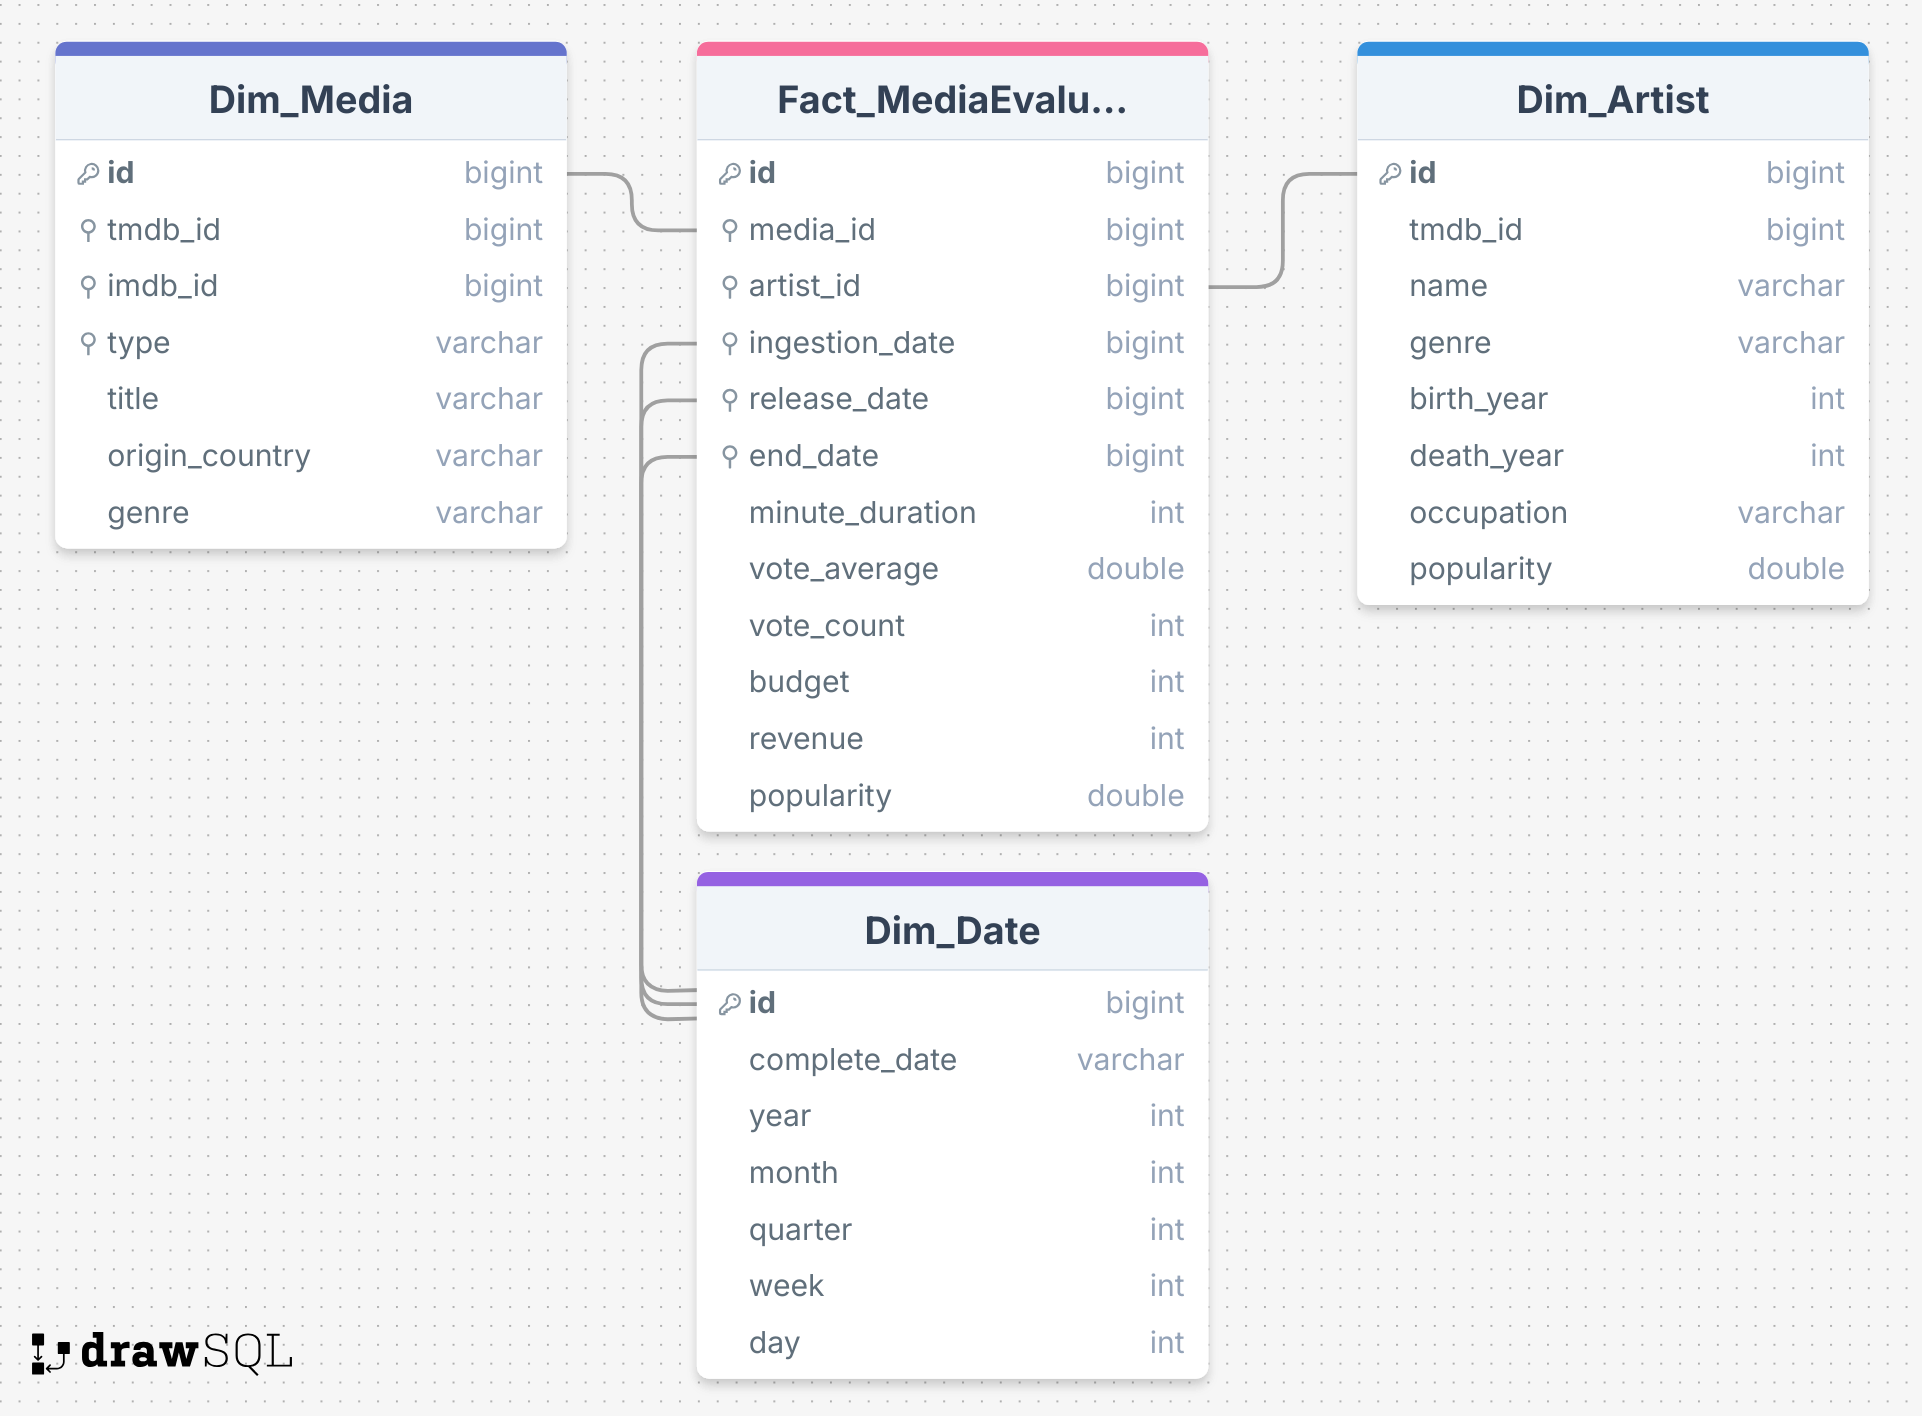 Dim_Media
id bigint
tmdb_id bigint
imdb_id bigint
type varchar
title varchar
origin_country varchar
genre varchar
Fact_MediaEvalu...
id bigint
media_id bigint
artist_id bigint
ingestion_date bigint
release_date bigint
end_date bigint
minute_duration int
vote_average double
vote_count int
budget int
revenue int
popularity double
Dim_Artist
id bigint
tmdb_id bigint
name varchar
genre varchar
birth_year int
death_year int
occupation varchar
popularity double
Dim_Date
id bigint
complete_date varchar
year int
month int
quarter int
week int
day int
drawSQL